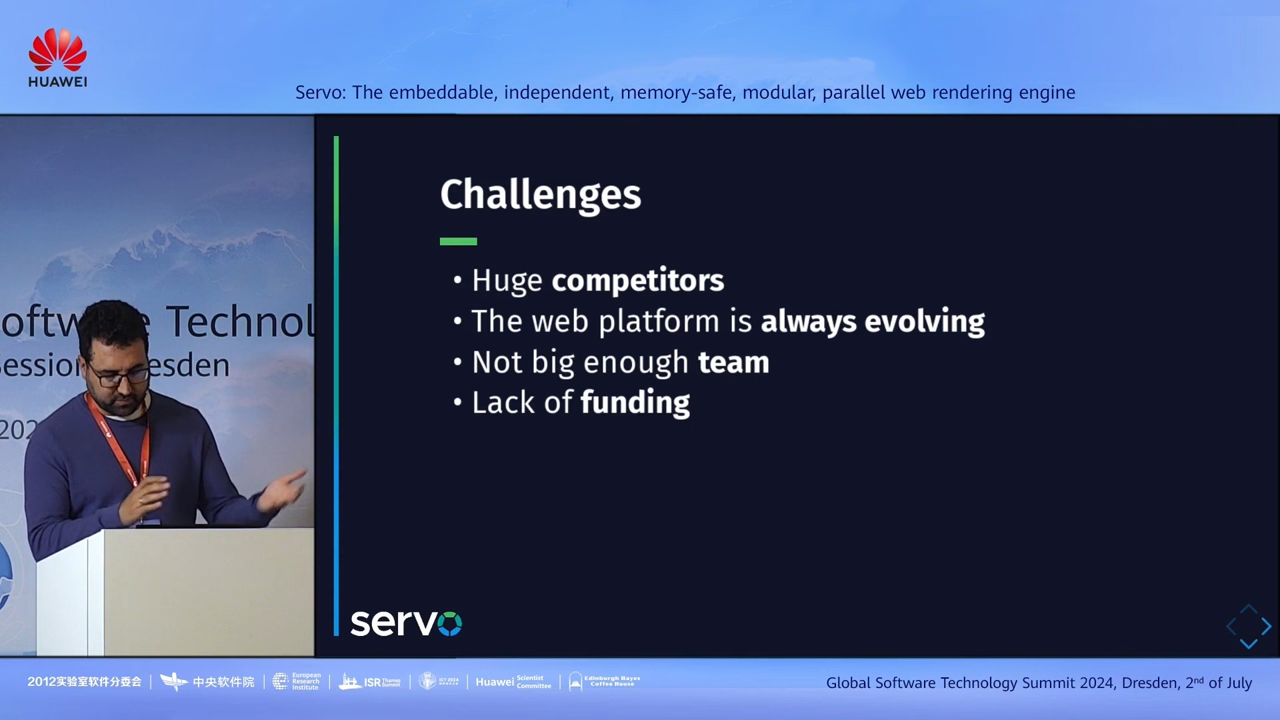 HUAWEI
Servo: The embeddable, independent, memory-safe, modular, parallel web rendering engine
Technol
esden
202
Challenges
• Huge competitors
• The web platform is always evolving
• Not big enough team
• Lack of funding
servo
2012实验室软件分委会
中央软件院
European
Research
Institute
ISR
Huawei
Scientist
Committee
Edinburgh Bayes
Coffee House
Global Software Technology Summit 2024, Dresden, 2nd of July